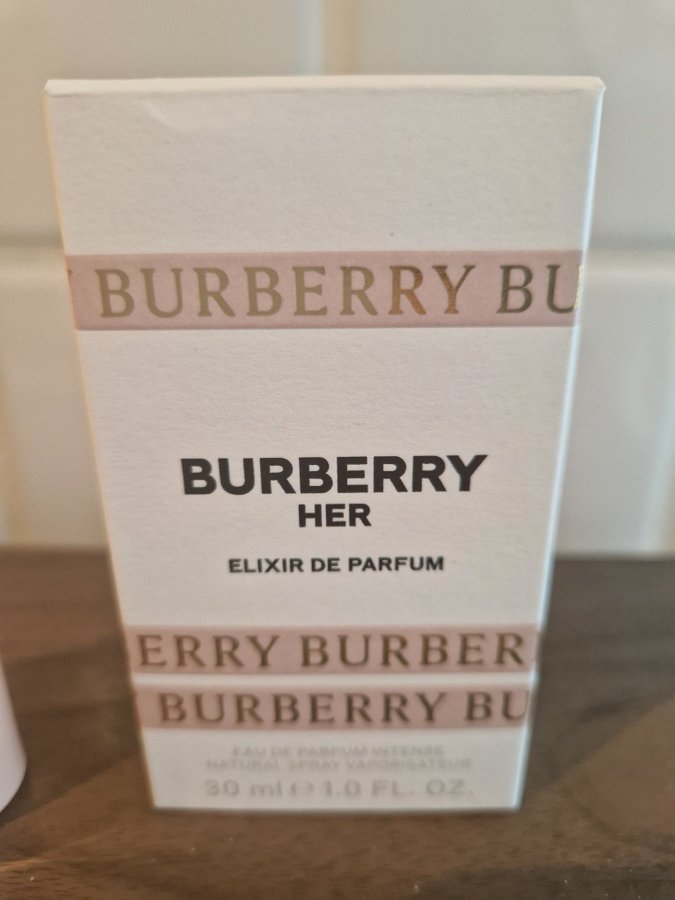 BURBERRY BU
BURBERRY
HER
ELIXIR DE PARFUM
ERRY BURBER
BURBERRY BU
EAU DE PARFUM INTENSE
NATURAL SPRAY VAPORISATEUR
30 ml ℮ 1.0 FL. OZ.